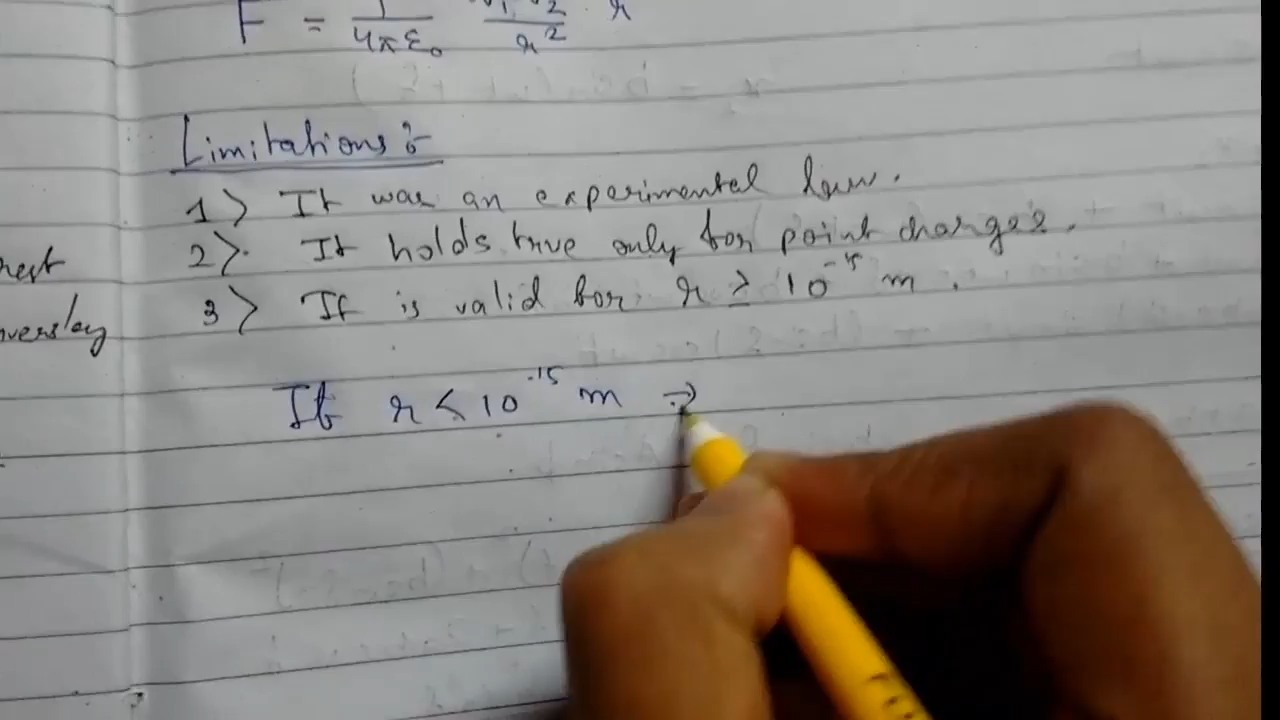 F = 1/4πε₀ q₁q₂/r² r
Limitations :-
1> It was an experimental law.
2>. It holds true only for point charges.
3> It is valid for r ≥ 10⁻¹⁵ m .
If r < 10⁻¹⁵ m →